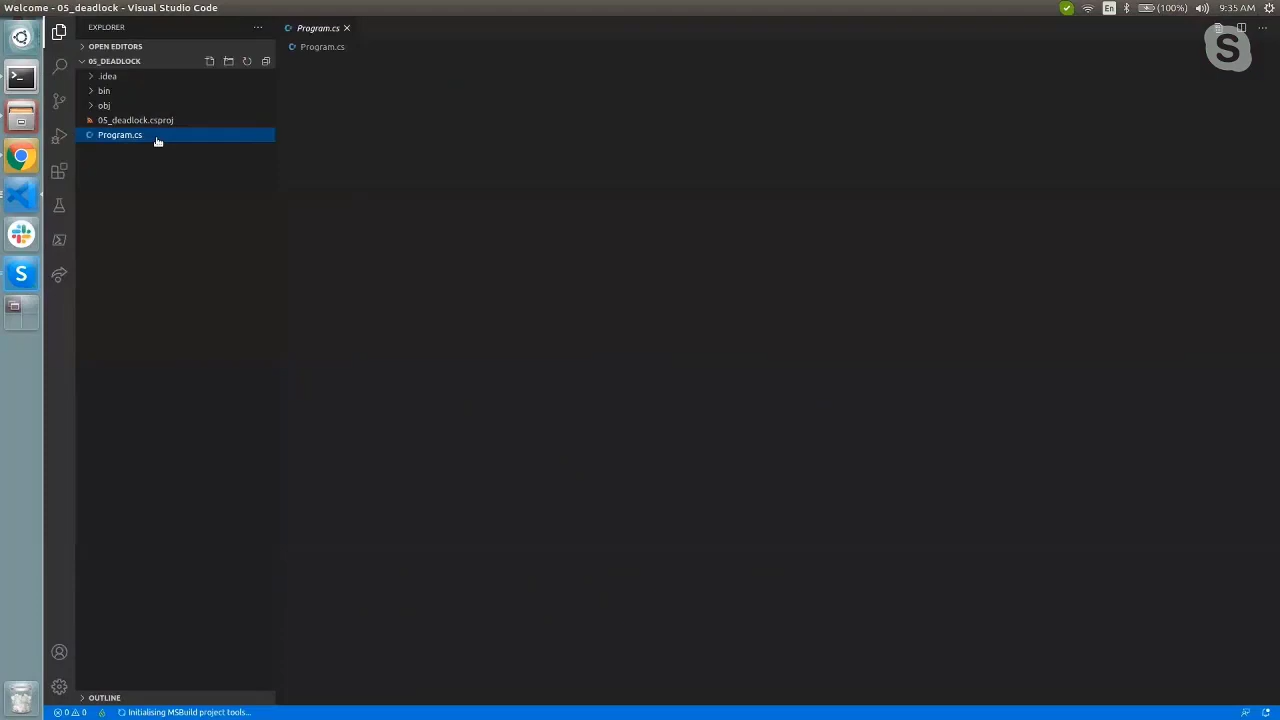 Welcome - 05_deadlock - Visual Studio Code
En
(100%)
9:35 AM
EXPLORER
Program.cs
OPEN EDITORS
Program.cs
05_DEADLOCK
.idea
bin
obj
05_deadlock.csproj
Program.cs
S
S
OUTLINE
0 0
Initialising MSBuild project tools...